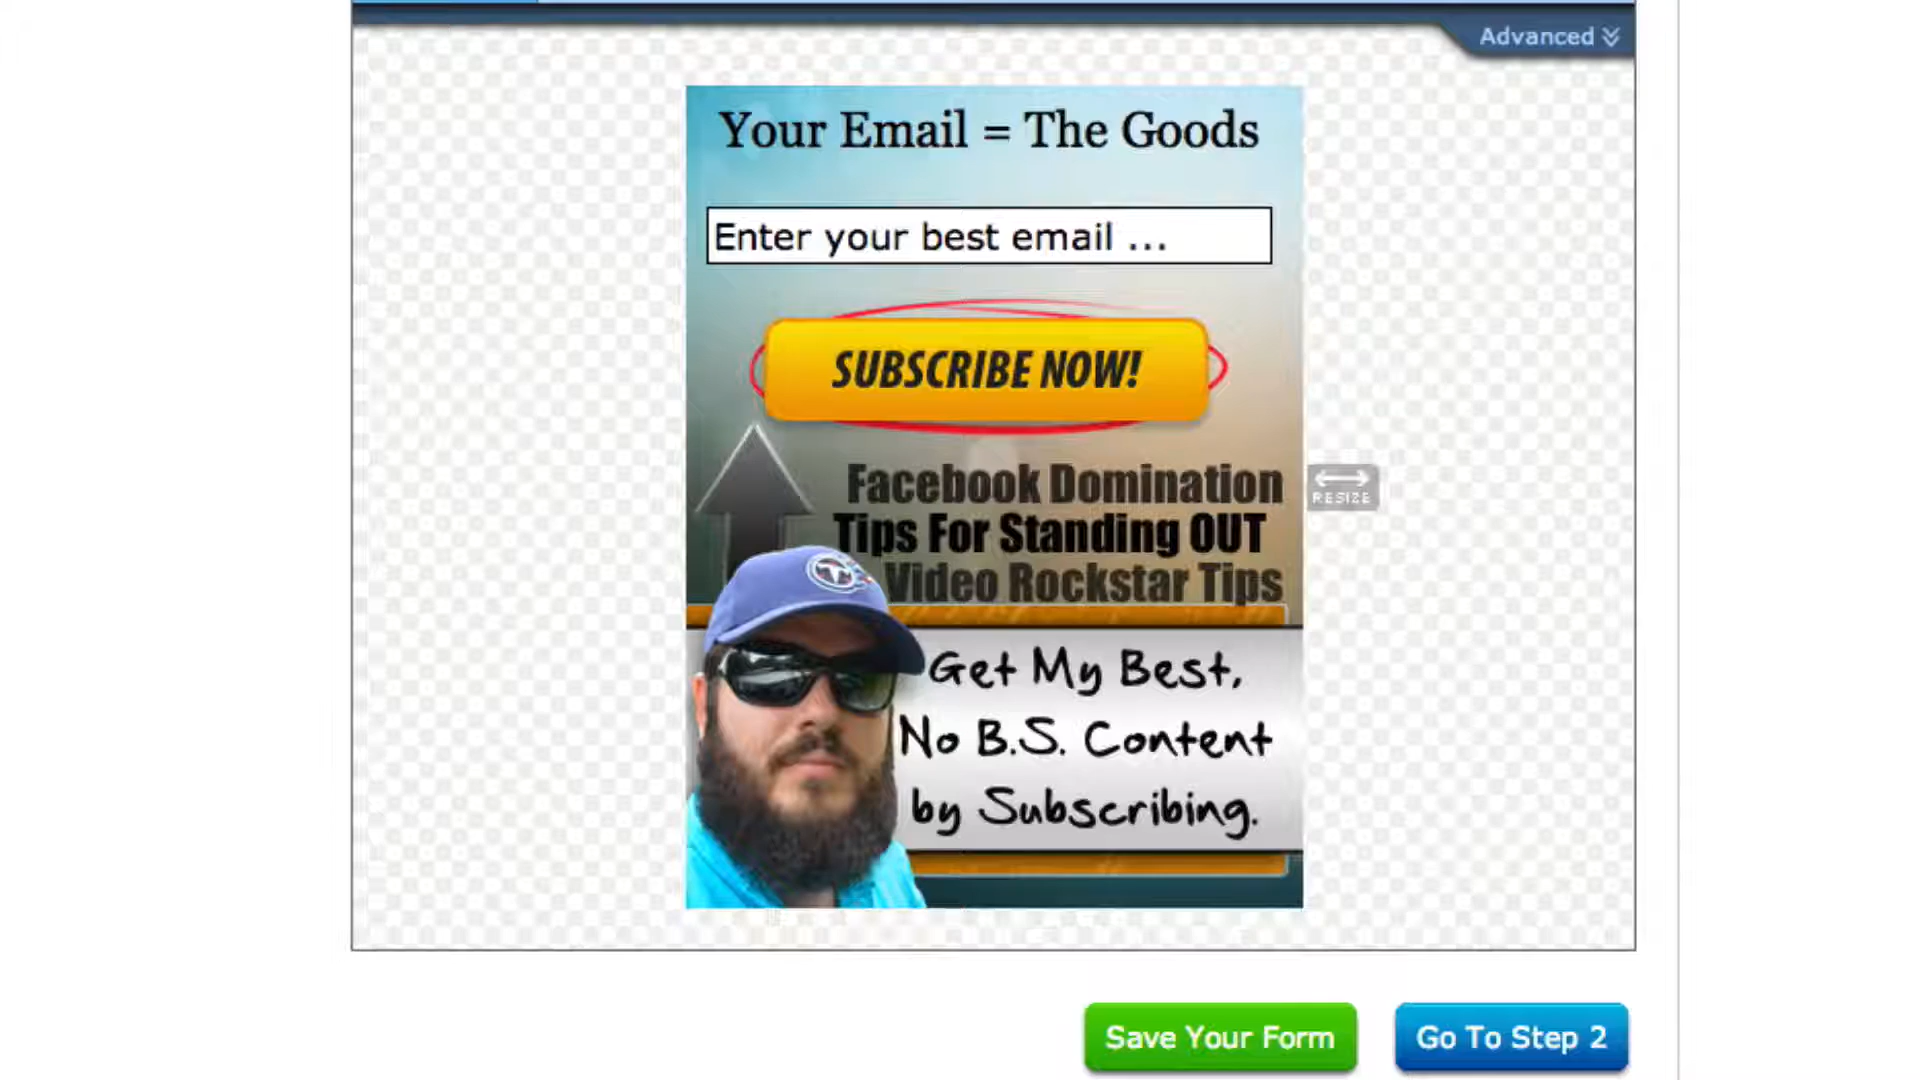 Advanced
Your Email = The Goods
Enter your best email ...
SUBSCRIBE NOW!
Facebook Domination
Tips For Standing OUT
Video Rockstar Tips
RESIZE
Get My Best,
No B.S. Content
by Subscribing.
Save Your Form
Go To Step 2